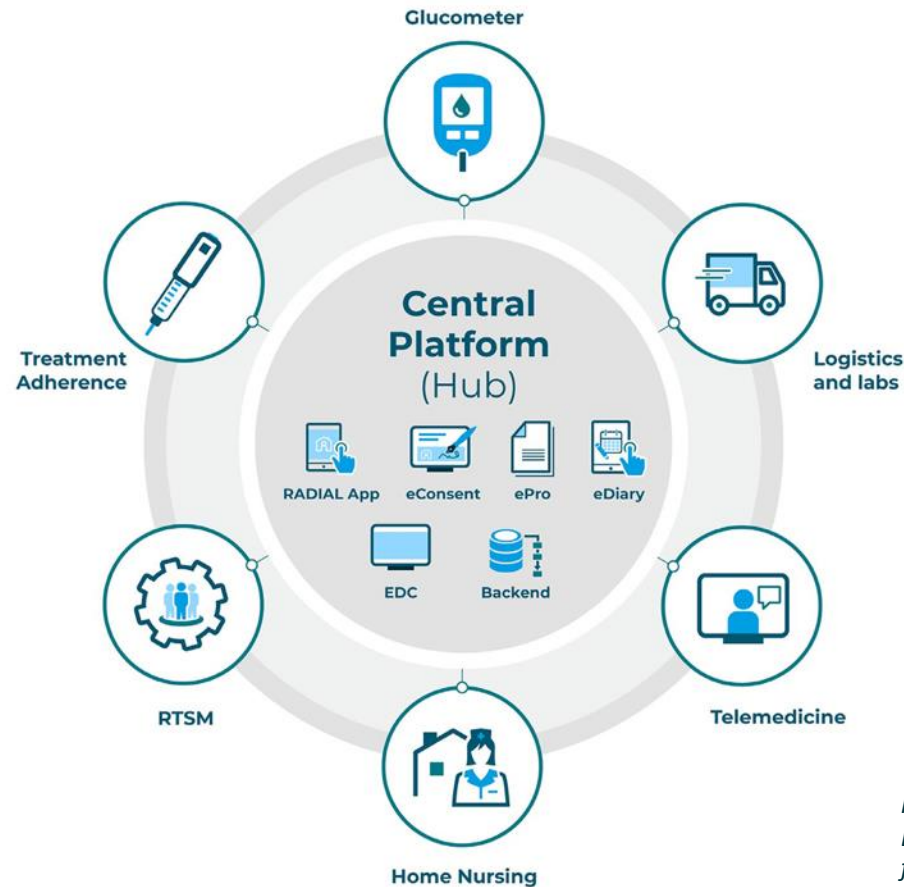 Glucometer
Treatment
Adherence
Logistics
and labs
Central
Platform
(Hub)
RADIAL App
eConsent
ePro
eDiary
EDC
Backend
RTSM
Telemedicine
Home Nursing